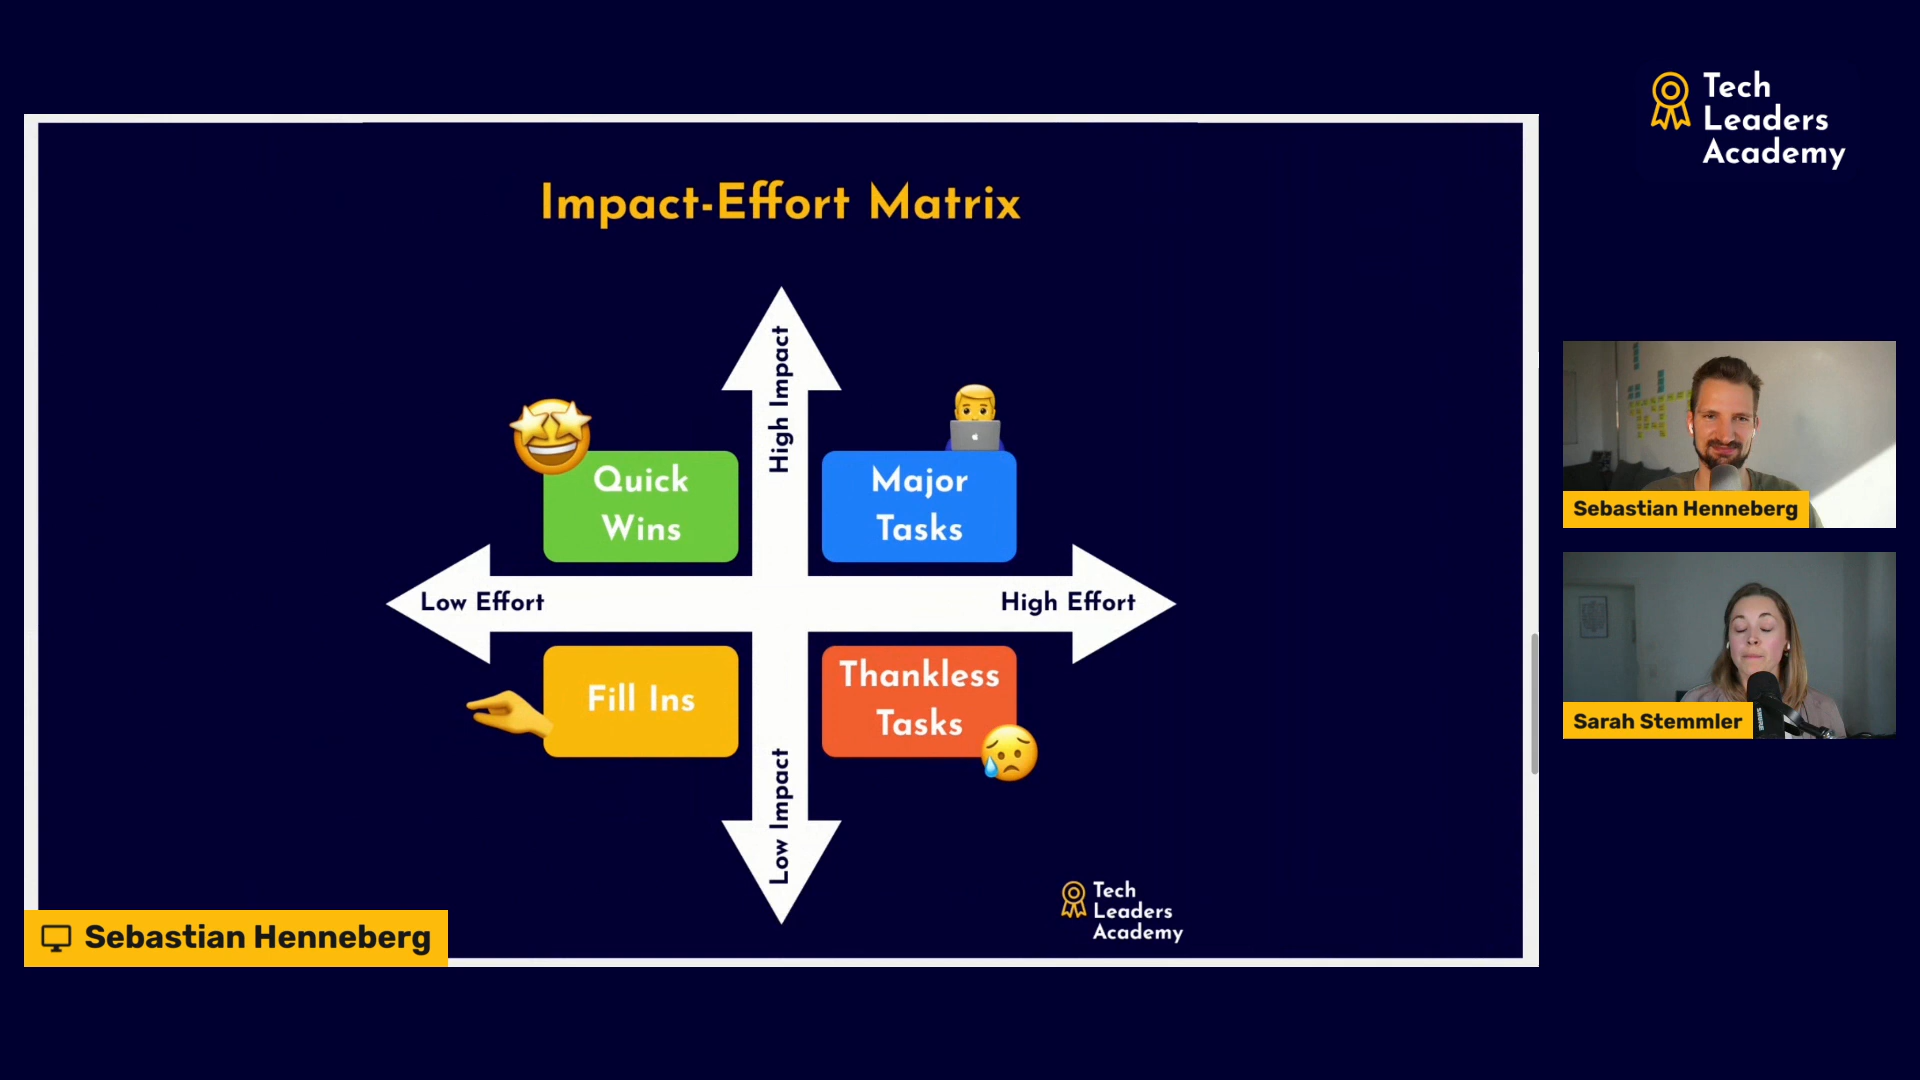 Tech
Leaders
Academy
Impact-Effort Matrix
High Impact
Quick
Wins
Major
Tasks
Low Effort
High Effort
Fill Ins
Thankless
Tasks
Low Impact
Tech
Leaders
Academy
Sebastian Henneberg
Sebastian Henneberg
Sarah Stemmler